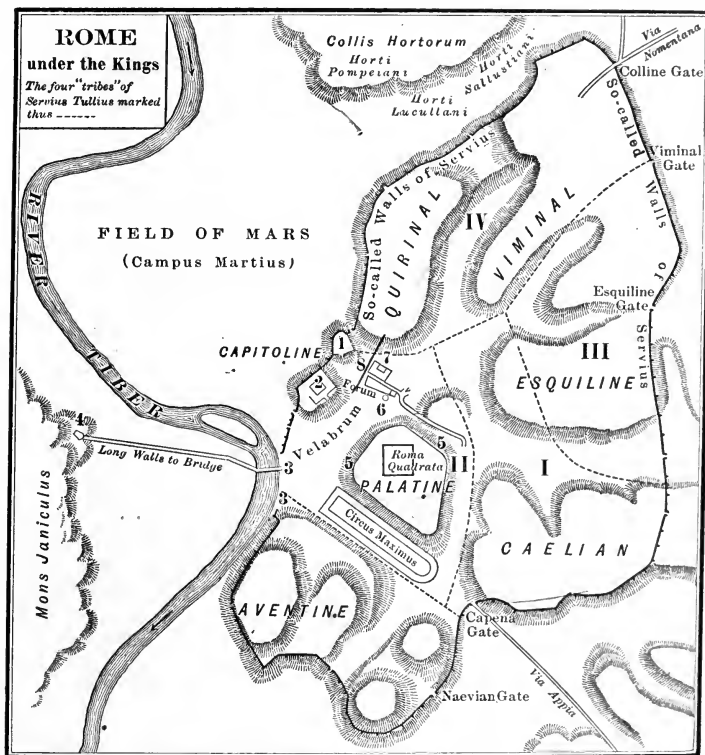 ROME
under the Kings
The four "tribes" of
Servius Tullius marked
thus ------
Collis Hortorum
Horti
Pompeiani
Horti
Sallustiani
Horti
Lucullani
Via
Nomentana
Colline Gate
So-called Walls of Servius
Viminal
Gate
RIVER TIBER
FIELD OF MARS
(Campus Martius)
So-called Walls of Servius
QUIRINAL
IV
VIMINAL
Esquiline
Gate
CAPITOLINE
1
2
7
8
Forum
6
III
ESQUILINE
4
Long Walls to Bridge
3
3
Velabrum
5
5
Roma
Quadrata
PALATINE
II
I
Circus Maximus
CAELIAN
Mons Janiculus
AVENTINE
Capena
Gate
Naevian Gate
Via Appia